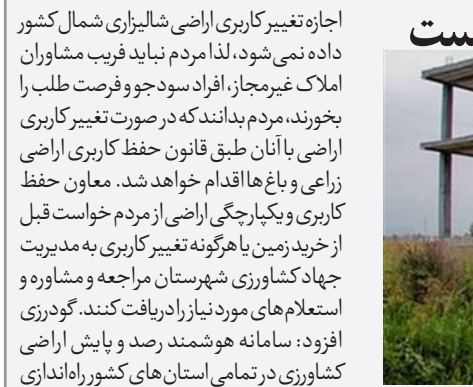 ست
اجازه تغییر کاربری اراضی شالیزاری شمال کشور
داده نمی‌شود، لذا مردم نباید فریب مشاوران
املاک غیرمجاز، افراد سودجو و فرصت طلب را
بخورند، مردم بدانند که در صورت تغییر کاربری
اراضی با آنان طبق قانون حفظ کاربری اراضی
زراعی و باغ‌ها اقدام خواهد شد. معاون حفظ
کاربری و یکپارچگی اراضی از مردم خواست قبل
از خرید زمین یا هرگونه تغییر کاربری به مدیریت
جهاد کشاورزی شهرستان مراجعه و مشاوره و
استعلام‌های مورد نیاز را دریافت کنند. گودرزی
افزود: سامانه هوشمند رصد و پایش اراضی
کشاورزی در تمامی استان‌های کشور راه‌اندازی